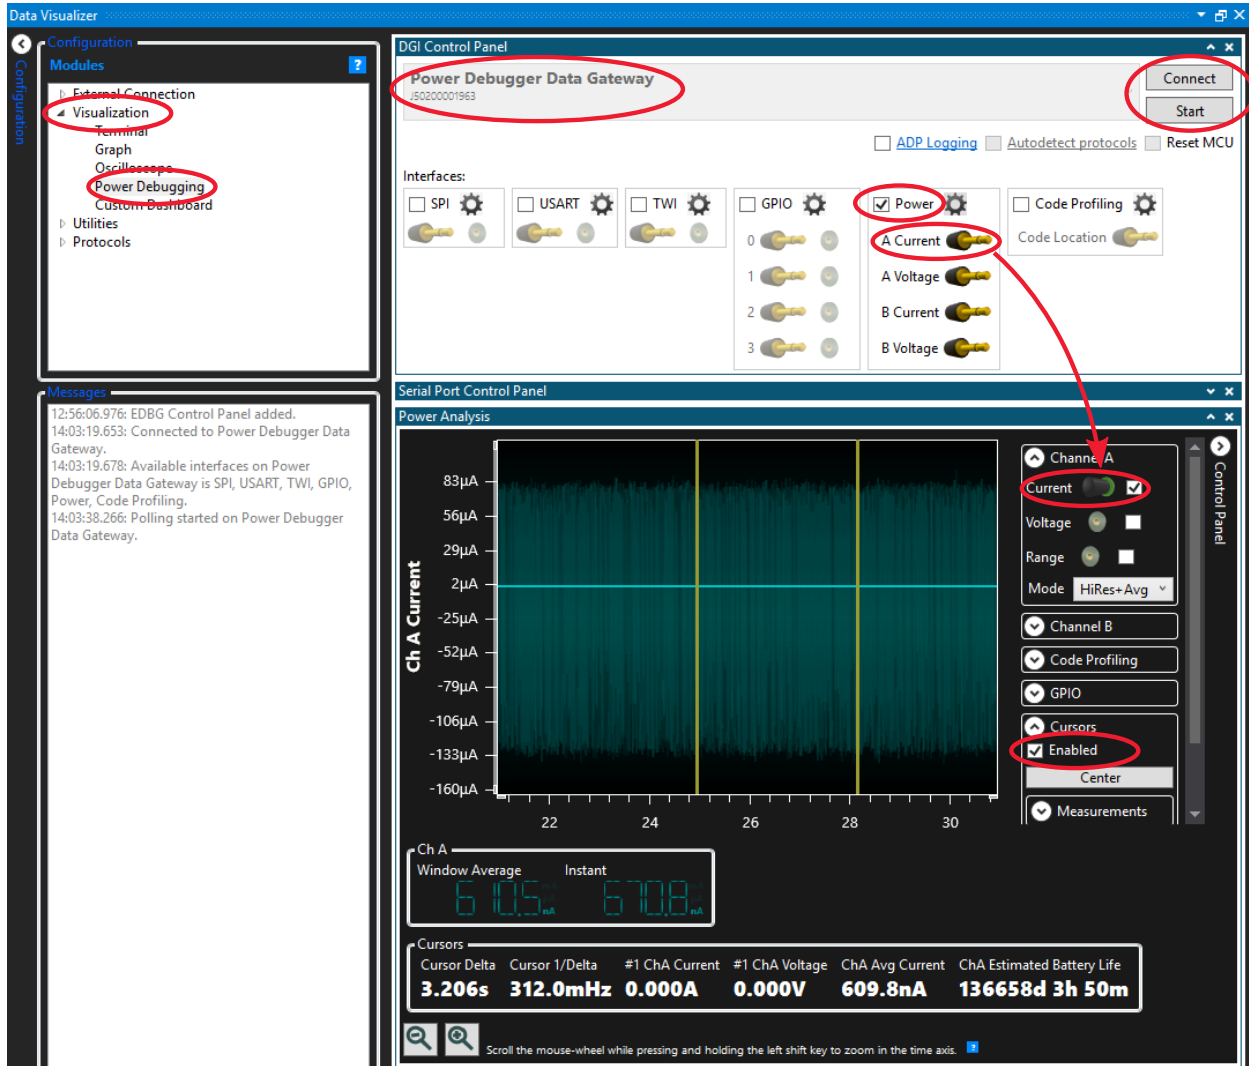 Data Visualizer
Configuration
Configuration
Modules
?
External Connection
Visualization
Terminal
Graph
Oscilloscope
Power Debugging
Custom Dashboard
Utilities
Protocols
Messages
12:56:06.976: EDBG Control Panel added.
14:03:19.653: Connected to Power Debugger Data
Gateway.
14:03:19.678: Available interfaces on Power
Debugger Data Gateway is SPI, USART, TWI, GPIO,
Power, Code Profiling.
14:03:38.266: Polling started on Power Debugger
Data Gateway.
DGI Control Panel
Power Debugger Data Gateway
J50200001963
Connect
Start
ADP Logging
Autodetect protocols
Reset MCU
Interfaces:
SPI
USART
TWI
GPIO
0
1
2
3
Power
A Current
A Voltage
B Current
B Voltage
Code Profiling
Code Location
Serial Port Control Panel
Power Analysis
Ch A Current
83µA
56µA
29µA
2µA
-25µA
-52µA
-79µA
-106µA
-133µA
-160µA
22 24 26 28 30
Channel A
Current
Voltage
Range
Mode HiRes+Avg
Channel B
Code Profiling
GPIO
Cursors
Enabled
Center
Measurements
Control Panel
Ch A
Window Average Instant
610.5 nA 670.8 nA
Cursors
Cursor Delta Cursor 1/Delta #1 ChA Current #1 ChA Voltage ChA Avg Current ChA Estimated Battery Life
3.206s 312.0mHz 0.000A 0.000V 609.8nA 136658d 3h 50m
Scroll the mouse-wheel while pressing and holding the left shift key to zoom in the time axis. ?